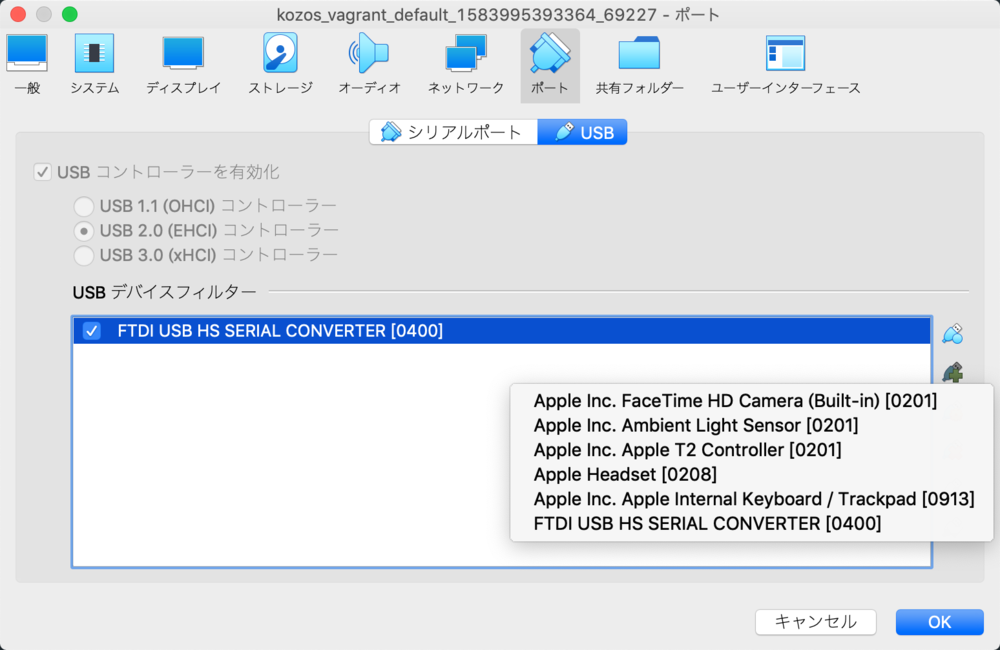 kozos_vagrant_default_1583995393364_69227 - ポート
一般 システム ディスプレイ ストレージ オーディオ ネットワーク ポート 共有フォルダー ユーザーインターフェース
シリアルポート USB
USB コントローラーを有効化
USB 1.1 (OHCI) コントローラー
USB 2.0 (EHCI) コントローラー
USB 3.0 (xHCI) コントローラー
USB デバイスフィルター
FTDI USB HS SERIAL CONVERTER [0400]
Apple Inc. FaceTime HD Camera (Built-in) [0201]
Apple Inc. Ambient Light Sensor [0201]
Apple Inc. Apple T2 Controller [0201]
Apple Headset [0208]
Apple Inc. Apple Internal Keyboard / Trackpad [0913]
FTDI USB HS SERIAL CONVERTER [0400]
キャンセル OK